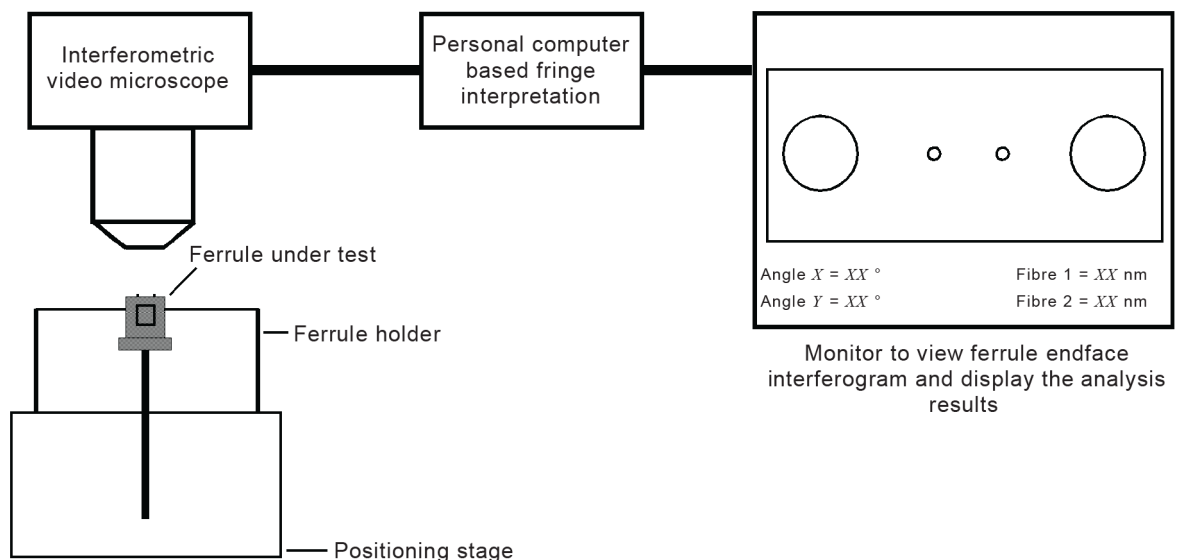 Interferometric
video microscope
Personal computer
based fringe
interpretation
Ferrule under test
Ferrule holder
Positioning stage
Angle X = XX °
Angle Y = XX °
Fibre 1 = XX nm
Fibre 2 = XX nm
Monitor to view ferrule endface
interferogram and display the analysis
results